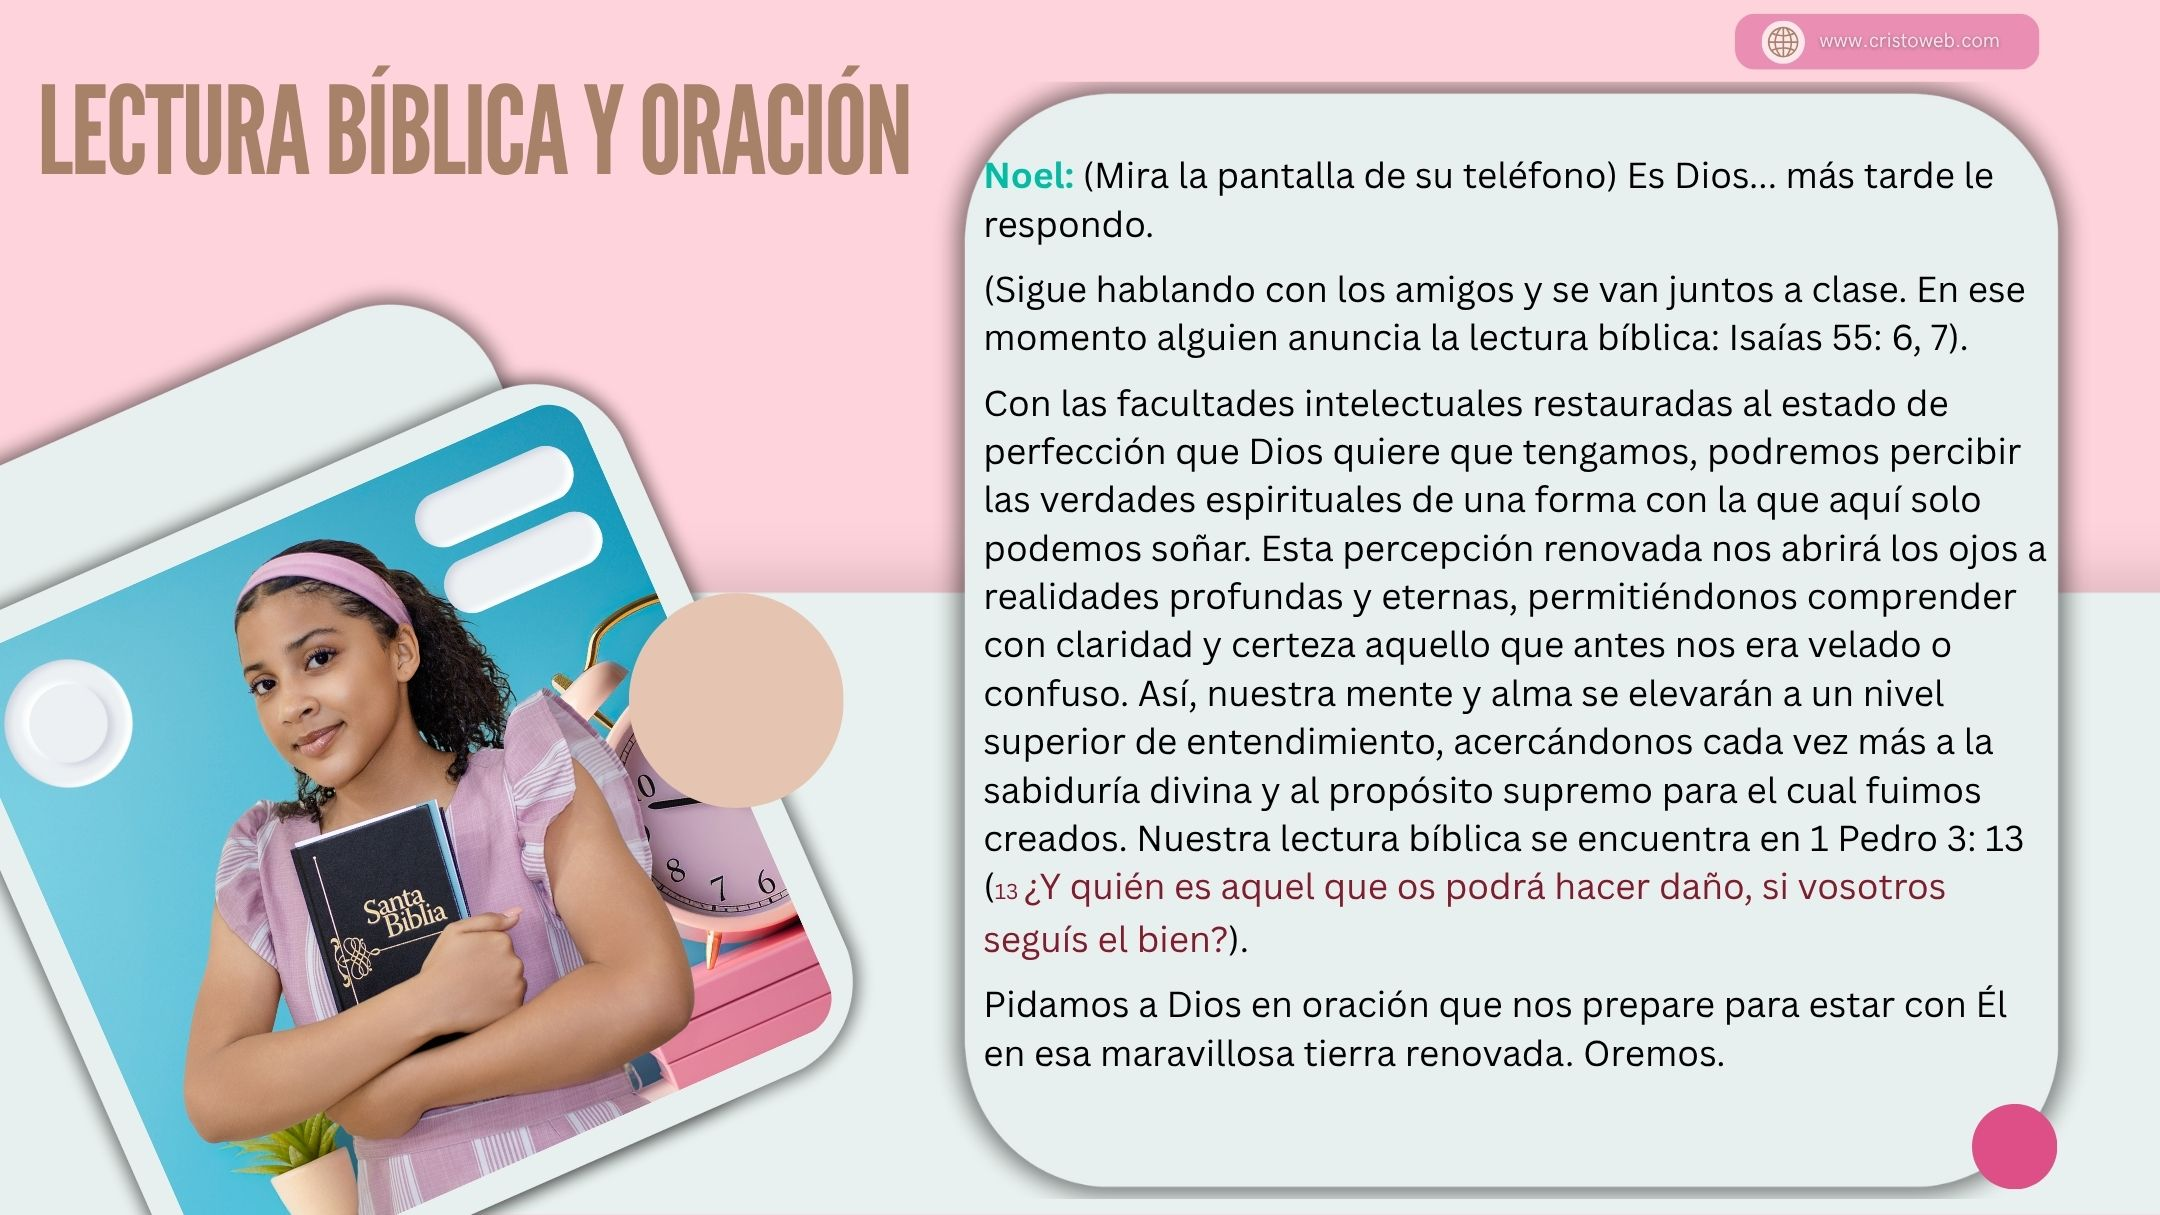 www.cristoweb.com
LECTURA BÍBLICA Y ORACIÓN
Noel: (Mira la pantalla de su teléfono) Es Dios... más tarde le
respondo.
(Sigue hablando con los amigos y se van juntos a clase. En ese
momento alguien anuncia la lectura bíblica: Isaías 55: 6, 7).
Con las facultades intelectuales restauradas al estado de
perfección que Dios quiere que tengamos, podremos percibir
las verdades espirituales de una forma con la que aquí solo
podemos soñar. Esta percepción renovada nos abrirá los ojos a
realidades profundas y eternas, permitiéndonos comprender
con claridad y certeza aquello que antes nos era velado o
confuso. Así, nuestra mente y alma se elevarán a un nivel
superior de entendimiento, acercándonos cada vez más a la
sabiduría divina y al propósito supremo para el cual fuimos
creados. Nuestra lectura bíblica se encuentra en 1 Pedro 3: 13
(13 ¿Y quién es aquel que os podrá hacer daño, si vosotros
seguís el bien?).
Pidamos a Dios en oración que nos prepare para estar con Él
en esa maravillosa tierra renovada. Oremos.
Santa
Biblia
10
8
7
6